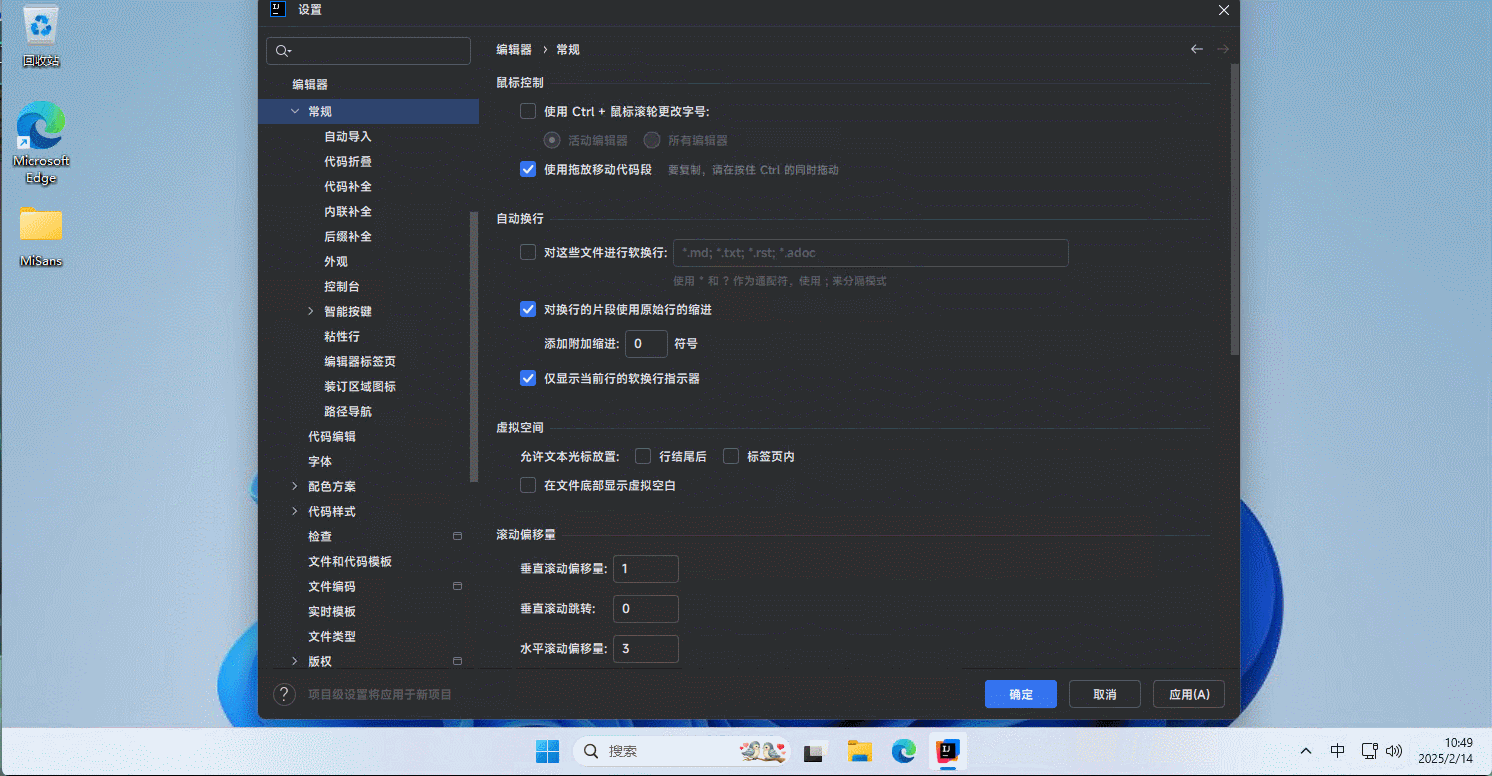 回收站
Microsoft
Edge
MiSans
设置
编辑器
常规
自动导入
代码折叠
代码补全
内联补全
后缀补全
外观
控制台
智能按键
粘性行
编辑器标签页
装订区域图标
路径导航
代码编辑
字体
配色方案
代码样式
检查
文件和代码模板
文件编码
实时模板
文件类型
版权
编辑器 › 常规
鼠标控制
使用 Ctrl + 鼠标滚轮更改字号:
活动编辑器 所有编辑器
使用拖放移动代码段 要复制，请在按住 Ctrl 的同时拖动
自动换行
对这些文件进行软换行: *.md; *.txt; *.rst; *.adoc
使用 * 和 ? 作为通配符，使用 ; 来分隔模式
对换行的片段使用原始行的缩进
添加附加缩进: 0 符号
仅显示当前行的软换行指示器
虚拟空间
允许文本光标放置: 行结尾后 标签页内
在文件底部显示虚拟空白
滚动偏移量
垂直滚动偏移量: 1
垂直滚动跳转: 0
水平滚动偏移量: 3
? 项目级设置将应用于新项目
确定 取消 应用(A)
搜索
IJ
中
10:49
2025/2/14